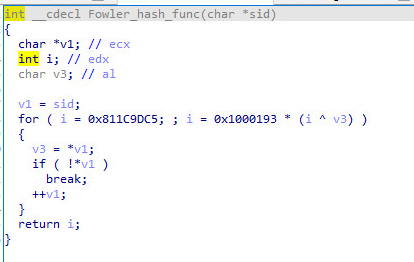 int __cdecl Fowler_hash_func(char *sid)
{
char *v1; // ecx
int i; // edx
char v3; // al
v1 = sid;
for ( i = 0x811C9DC5; ; i = 0x1000193 * (i ^ v3) )
{
v3 = *v1;
if ( !*v1 )
break;
++v1;
}
return i;
}